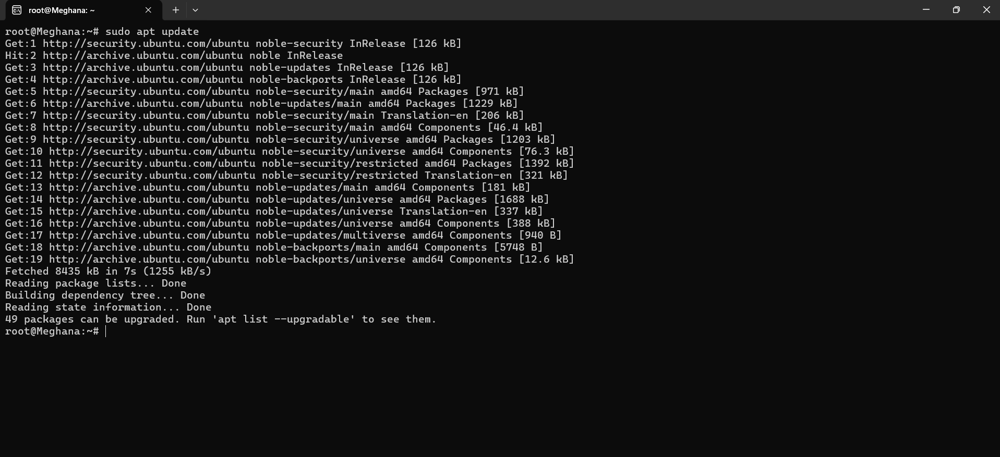 root@Meghana: ~
root@Meghana:~# sudo apt update
Get:1 http://security.ubuntu.com/ubuntu noble-security InRelease [126 kB]
Hit:2 http://archive.ubuntu.com/ubuntu noble InRelease
Get:3 http://archive.ubuntu.com/ubuntu noble-updates InRelease [126 kB]
Get:4 http://archive.ubuntu.com/ubuntu noble-backports InRelease [126 kB]
Get:5 http://security.ubuntu.com/ubuntu noble-security/main amd64 Packages [971 kB]
Get:6 http://archive.ubuntu.com/ubuntu noble-updates/main amd64 Packages [1229 kB]
Get:7 http://security.ubuntu.com/ubuntu noble-security/main Translation-en [206 kB]
Get:8 http://security.ubuntu.com/ubuntu noble-security/main amd64 Components [46.4 kB]
Get:9 http://security.ubuntu.com/ubuntu noble-security/universe amd64 Packages [1203 kB]
Get:10 http://security.ubuntu.com/ubuntu noble-security/universe amd64 Components [76.3 kB]
Get:11 http://security.ubuntu.com/ubuntu noble-security/restricted amd64 Packages [1392 kB]
Get:12 http://security.ubuntu.com/ubuntu noble-security/restricted Translation-en [321 kB]
Get:13 http://archive.ubuntu.com/ubuntu noble-updates/main amd64 Components [181 kB]
Get:14 http://archive.ubuntu.com/ubuntu noble-updates/universe amd64 Packages [1688 kB]
Get:15 http://archive.ubuntu.com/ubuntu noble-updates/universe Translation-en [337 kB]
Get:16 http://archive.ubuntu.com/ubuntu noble-updates/universe amd64 Components [388 kB]
Get:17 http://archive.ubuntu.com/ubuntu noble-updates/multiverse amd64 Components [940 B]
Get:18 http://archive.ubuntu.com/ubuntu noble-backports/main amd64 Components [5748 B]
Get:19 http://archive.ubuntu.com/ubuntu noble-backports/universe amd64 Components [12.6 kB]
Fetched 8435 kB in 7s (1255 kB/s)
Reading package lists... Done
Building dependency tree... Done
Reading state information... Done
49 packages can be upgraded. Run 'apt list --upgradable' to see them.
root@Meghana:~#